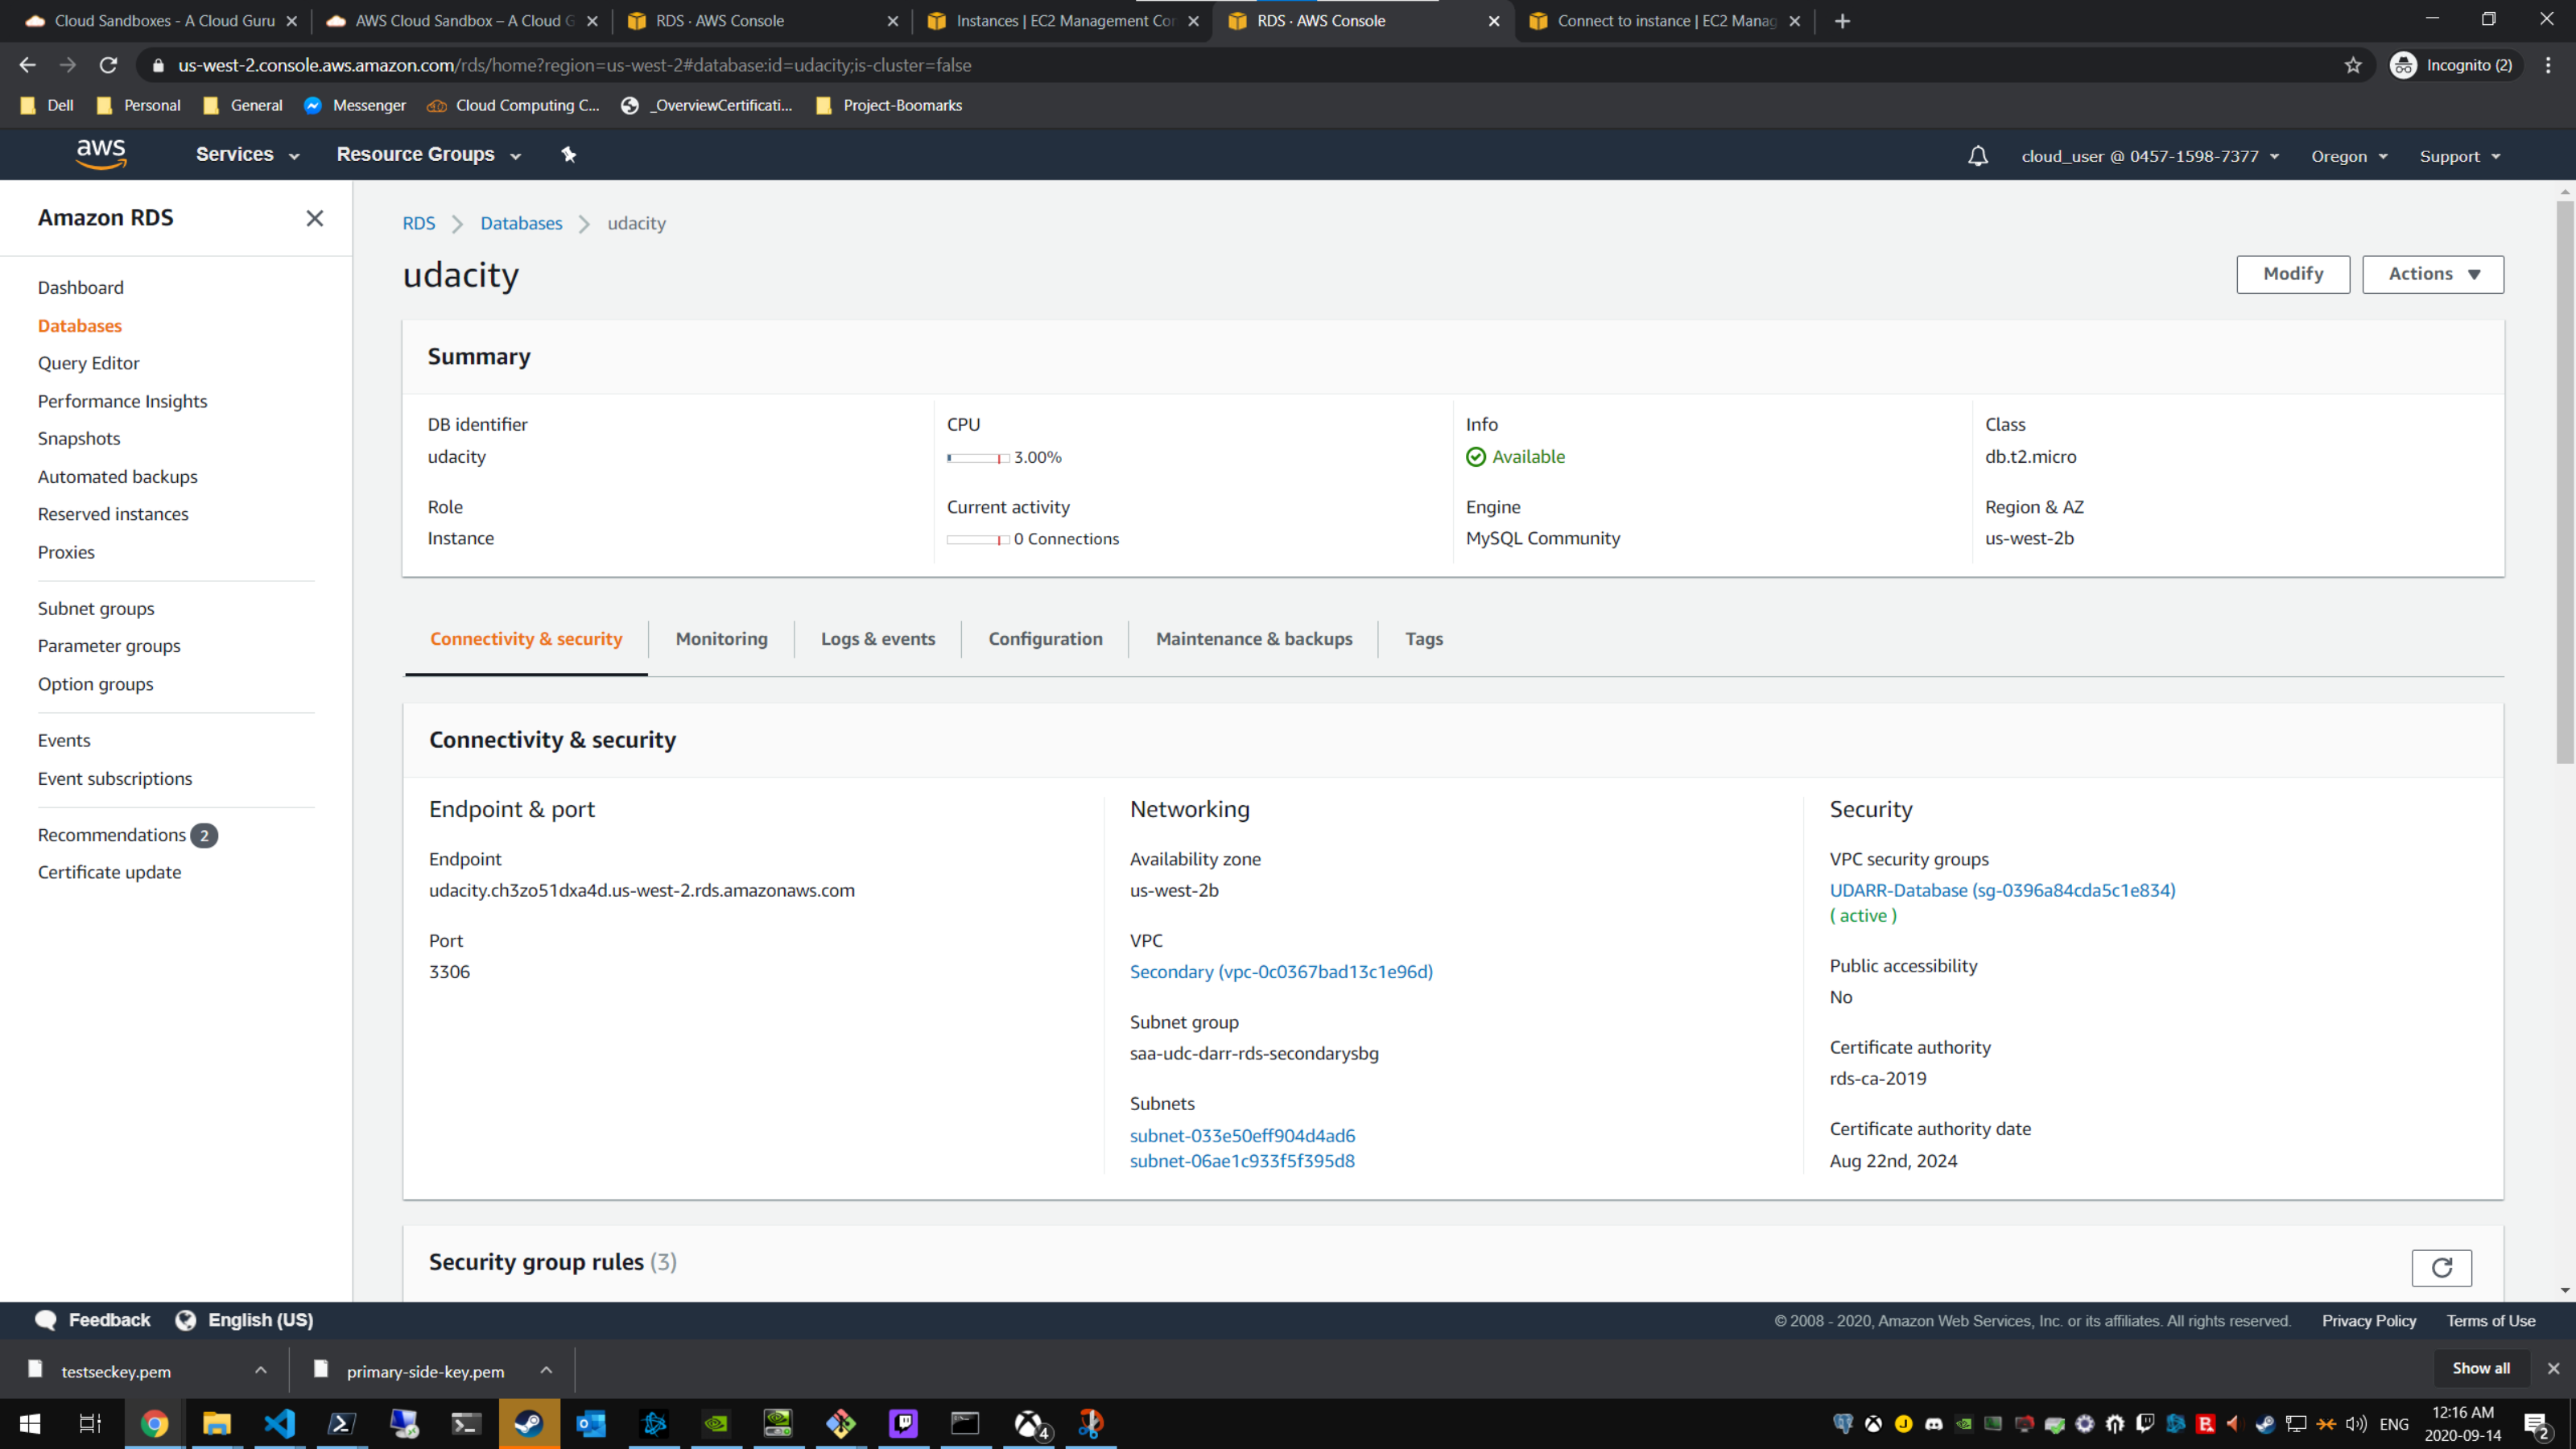 Cloud Sandboxes - A Cloud Guru
AWS Cloud Sandbox – A Cloud G
RDS · AWS Console
Instances | EC2 Management Con
RDS · AWS Console
Connect to instance | EC2 Manag
us-west-2.console.aws.amazon.com/rds/home?region=us-west-2#database:id=udacity;is-cluster=false
Incognito (2)
Dell
Personal
General
Messenger
Cloud Computing C...
_OverviewCertificati...
Project-Boomarks
aws
Services
Resource Groups
cloud_user @ 0457-1598-7377
Oregon
Support
Amazon RDS
Dashboard
Databases
Query Editor
Performance Insights
Snapshots
Automated backups
Reserved instances
Proxies
Subnet groups
Parameter groups
Option groups
Events
Event subscriptions
Recommendations 2
Certificate update
RDS
Databases
udacity
udacity
Modify
Actions
Summary
DB identifier
udacity
CPU
3.00%
Info
Available
Class
db.t2.micro
Role
Instance
Current activity
0 Connections
Engine
MySQL Community
Region & AZ
us-west-2b
Connectivity & security
Monitoring
Logs & events
Configuration
Maintenance & backups
Tags
Connectivity & security
Endpoint & port
Endpoint
udacity.ch3zo51dxa4d.us-west-2.rds.amazonaws.com
Port
3306
Networking
Availability zone
us-west-2b
VPC
Secondary (vpc-0c0367bad13c1e96d)
Subnet group
saa-udc-darr-rds-secondarysbg
Subnets
subnet-033e50eff904d4ad6
subnet-06ae1c933f5f395d8
Security
VPC security groups
UDARR-Database (sg-0396a84cda5c1e834)
( active )
Public accessibility
No
Certificate authority
rds-ca-2019
Certificate authority date
Aug 22nd, 2024
Security group rules (3)
Feedback
English (US)
© 2008 - 2020, Amazon Web Services, Inc. or its affiliates. All rights reserved.
Privacy Policy
Terms of Use
testseckey.pem
primary-side-key.pem
Show all
4
ENG
12:16 AM
2020-09-14
2